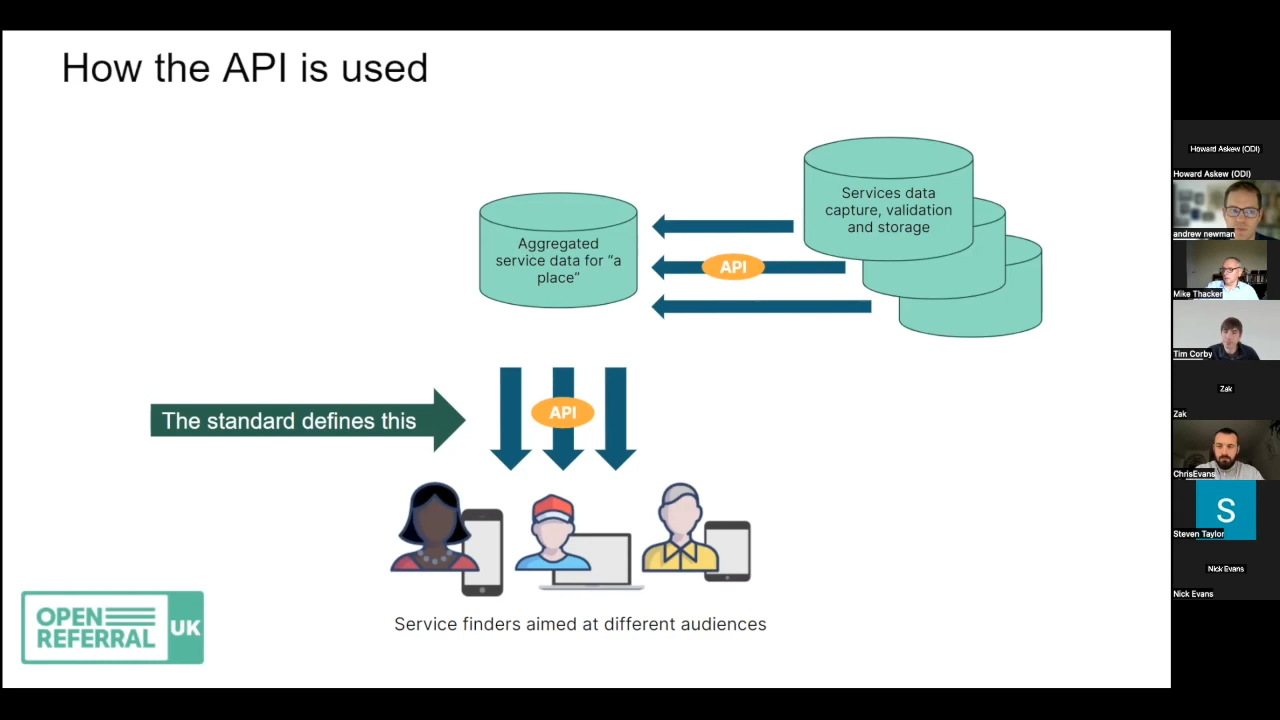 How the API is used
Services data
capture, validation
and storage
Aggregated
service data for “a
place”
API
The standard defines this
API
Service finders aimed at different audiences
OPEN
REFERRAL
UK
Howard Askew (ODI)
Howard Askew (ODI)
andrew newman
Mike Thacker
Tim Corby
Zak
Zak
ChrisEvans
S
Steven Taylor
Nick Evans
Nick Evans